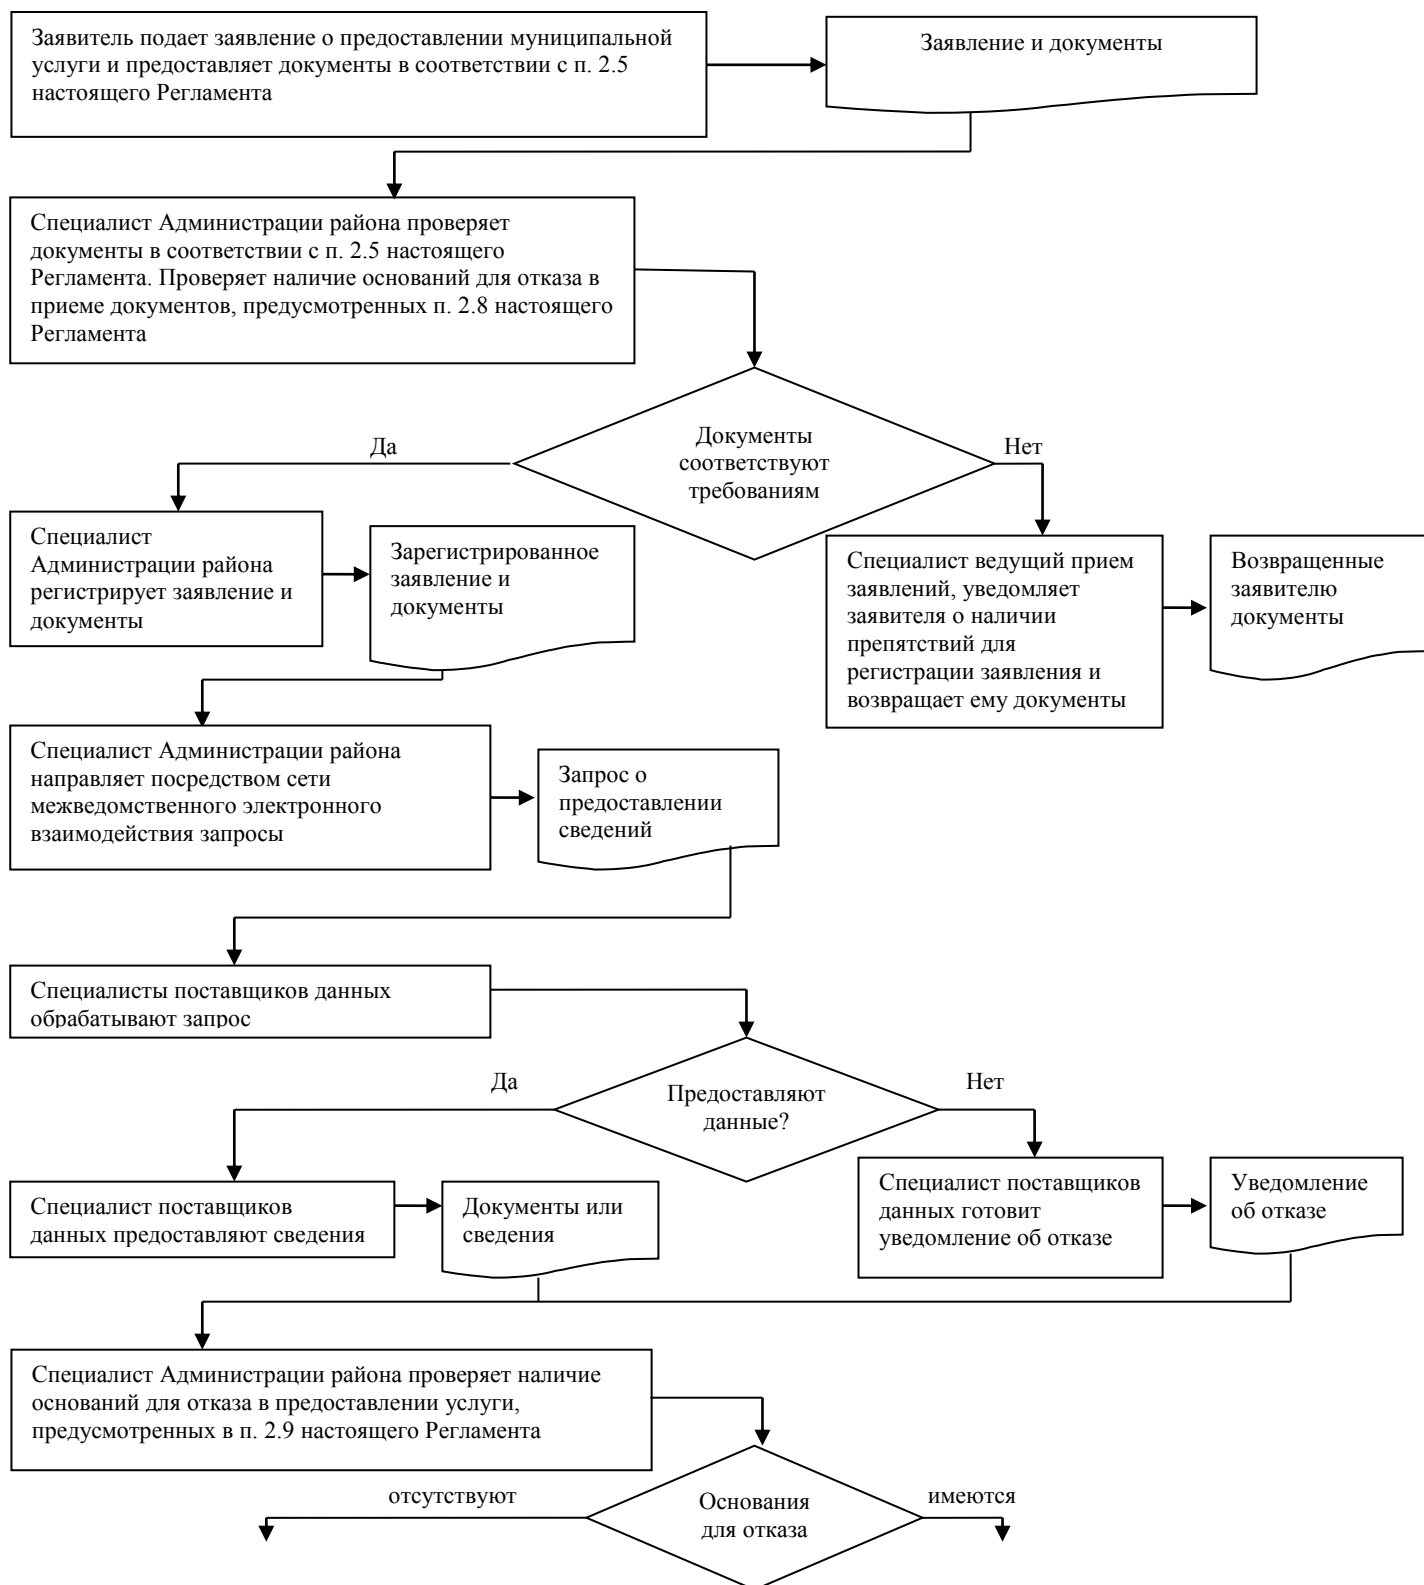 Заявитель подает заявление о предоставлении муниципальной
услуги и предоставляет документы в соответствии с п. 2.5
настоящего Регламента
Заявление и документы
Специалист Администрации района проверяет
документы в соответствии с п. 2.5 настоящего
Регламента. Проверяет наличие оснований для отказа в
приеме документов, предусмотренных п. 2.8 настоящего
Регламента
Документы
соответствуют
требованиям
Да
Нет
Специалист
Администрации района
регистрирует заявление и
документы
Зарегистрированное
заявление и
документы
Специалист ведущий прием
заявлений, уведомляет
заявителя о наличии
препятствий для
регистрации заявления и
возвращает ему документы
Возвращенные
заявителю
документы
Специалист Администрации района
направляет посредством сети
межведомственного электронного
взаимодействия запросы
Запрос о
предоставлении
сведений
Специалисты поставщиков данных
обрабатывают запрос
Предоставляют
данные?
Да
Нет
Специалист поставщиков
данных предоставляют сведения
Документы или
сведения
Специалист поставщиков
данных готовит
уведомление об отказе
Уведомление
об отказе
Специалист Администрации района проверяет наличие
оснований для отказа в предоставлении услуги,
предусмотренных в п. 2.9 настоящего Регламента
отсутствуют
Основания
для отказа
имеются